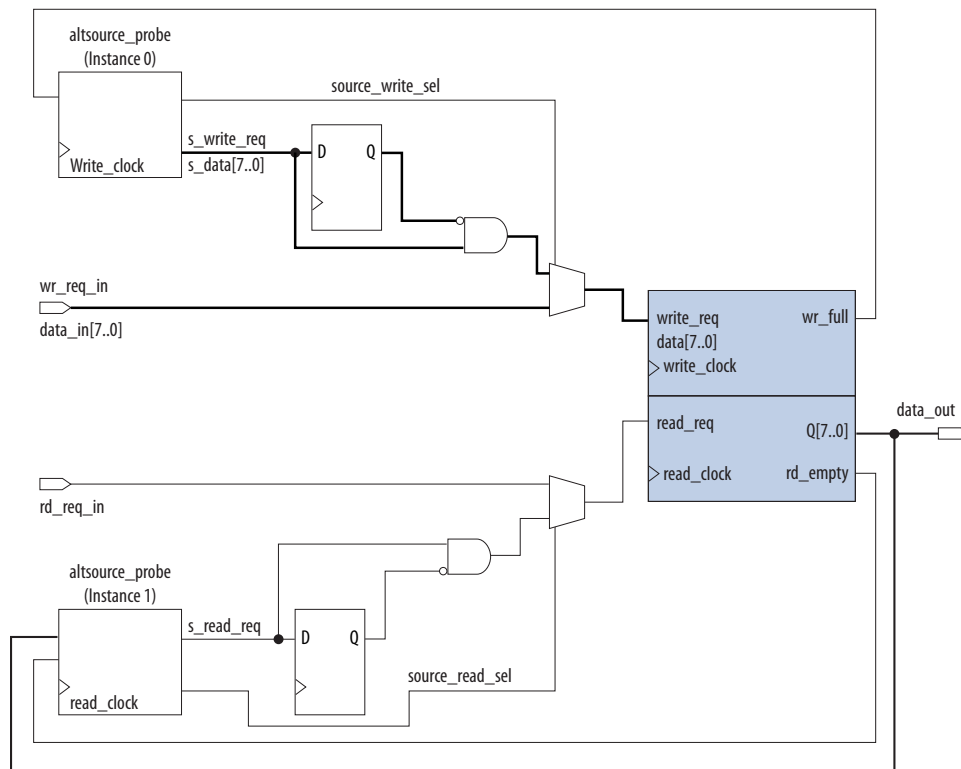 altsource_probe
(Instance 0)
source_write_sel
s_write_req
D Q
Write_clock
s_data[7..0]
wr_req_in
data_in[7..0]
write_req
wr_full
data[7..0]
write_clock
data_out
read_req
Q[7..0]
read_clock
rd_empty
rd_req_in
altsource_probe
(Instance 1)
s_read_req
D Q
source_read_sel
read_clock